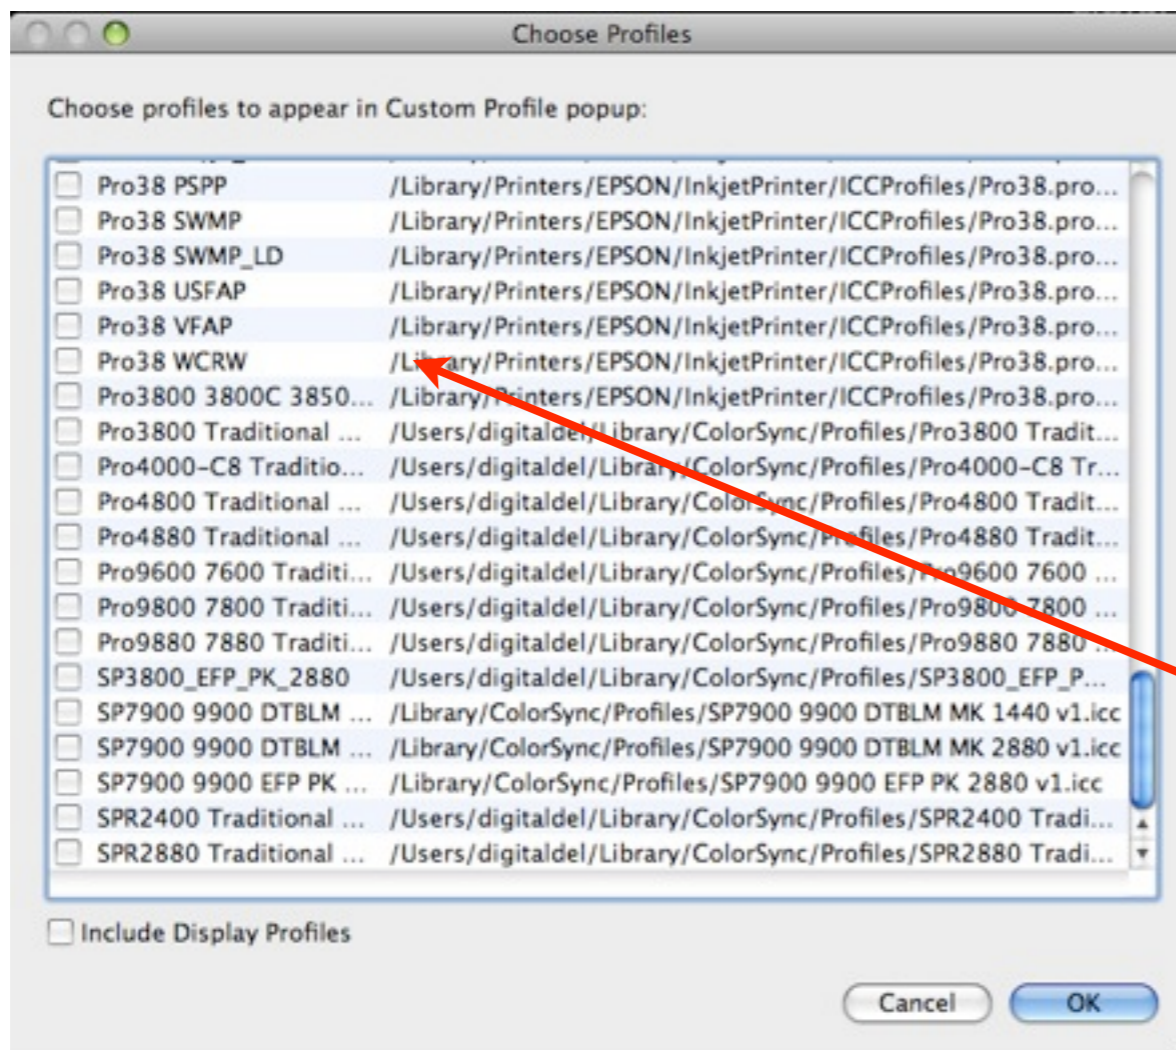 Choose Profiles
Choose profiles to appear in Custom Profile popup:
Pro38 PSPP /Library/Printers/EPSON/InkjetPrinter/ICCProfiles/Pro38.pro...
Pro38 SWMP /Library/Printers/EPSON/InkjetPrinter/ICCProfiles/Pro38.pro...
Pro38 SWMP_LD /Library/Printers/EPSON/InkjetPrinter/ICCProfiles/Pro38.pro...
Pro38 USFAP /Library/Printers/EPSON/InkjetPrinter/ICCProfiles/Pro38.pro...
Pro38 VFAP /Library/Printers/EPSON/InkjetPrinter/ICCProfiles/Pro38.pro...
Pro38 WCRW /Library/Printers/EPSON/InkjetPrinter/ICCProfiles/Pro38.pro...
Pro3800 3800C 3850... /Library/Printers/EPSON/InkjetPrinter/ICCProfiles/Pro38.pro...
Pro3800 Traditional ... /Users/digitaldel/Library/ColorSync/Profiles/Pro3800 Tradit...
Pro4000-C8 Traditio... /Users/digitaldel/Library/ColorSync/Profiles/Pro4000-C8 Tr...
Pro4800 Traditional ... /Users/digitaldel/Library/ColorSync/Profiles/Pro4800 Tradit...
Pro4880 Traditional ... /Users/digitaldel/Library/ColorSync/Profiles/Pro4880 Tradit...
Pro9600 7600 Traditi... /Users/digitaldel/Library/ColorSync/Profiles/Pro9600 7600 ...
Pro9800 7800 Traditi... /Users/digitaldel/Library/ColorSync/Profiles/Pro9800 7800 ...
Pro9880 7880 Traditi... /Users/digitaldel/Library/ColorSync/Profiles/Pro9880 7880 ...
SP3800_EFP_PK_2880 /Users/digitaldel/Library/ColorSync/Profiles/SP3800_EFP_P...
SP7900 9900 DTBLM ... /Library/ColorSync/Profiles/SP7900 9900 DTBLM MK 1440 v1.icc
SP7900 9900 DTBLM ... /Library/ColorSync/Profiles/SP7900 9900 DTBLM MK 2880 v1.icc
SP7900 9900 EFP PK ... /Library/ColorSync/Profiles/SP7900 9900 EFP PK 2880 v1.icc
SPR2400 Traditional ... /Users/digitaldel/Library/ColorSync/Profiles/SPR2400 Tradi...
SPR2880 Traditional ... /Users/digitaldel/Library/ColorSync/Profiles/SPR2880 Tradi...
Include Display Profiles
Cancel OK